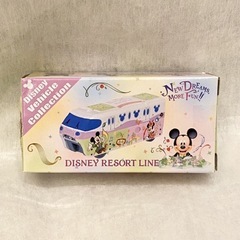 Disney
Vehicle
Collection
NEW DREAMS
MORE FUN!!
DISNEY RESORT LINE